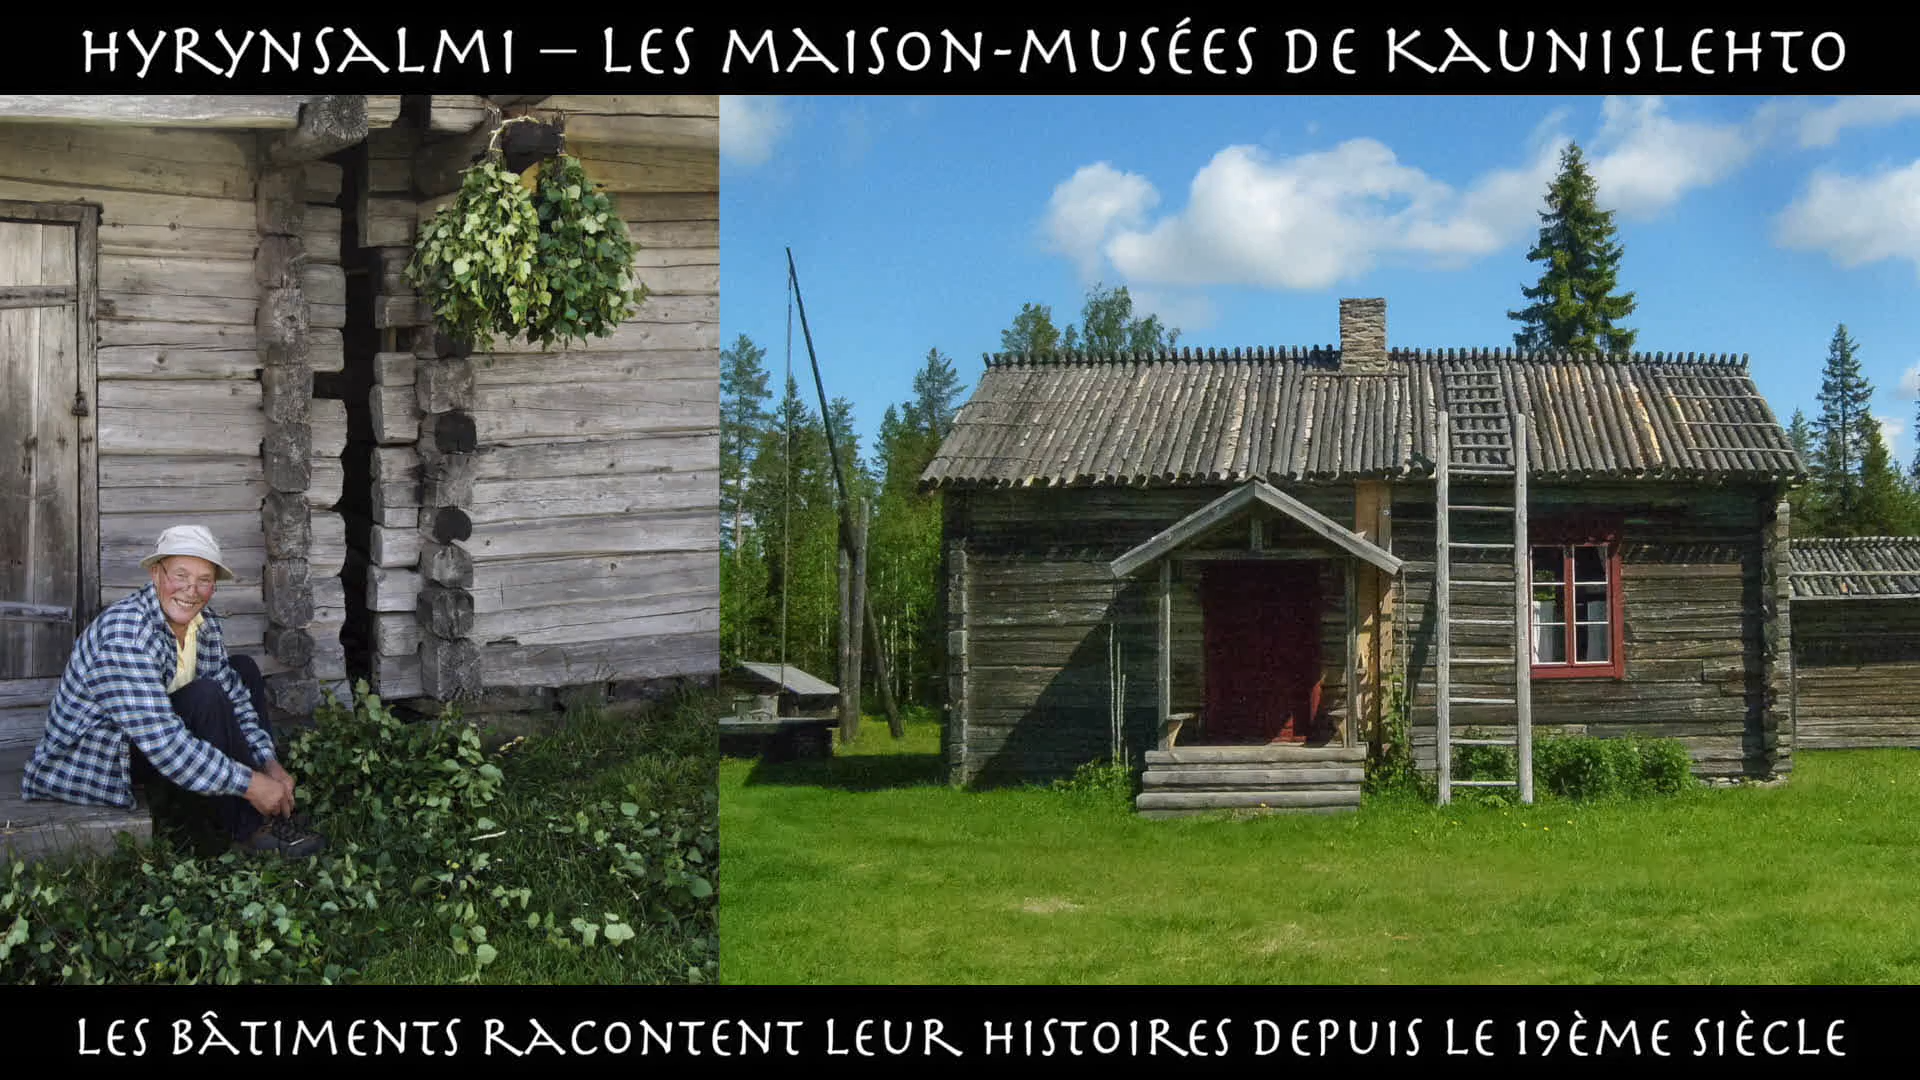 HYRYNSALMI – LES MAISON-MUSÉES DE KAUNISLEHTO
LES BÂTIMENTS RACONTENT LEUR HISTOIRES DEPUIS LE 19ÈME SIÈCLE